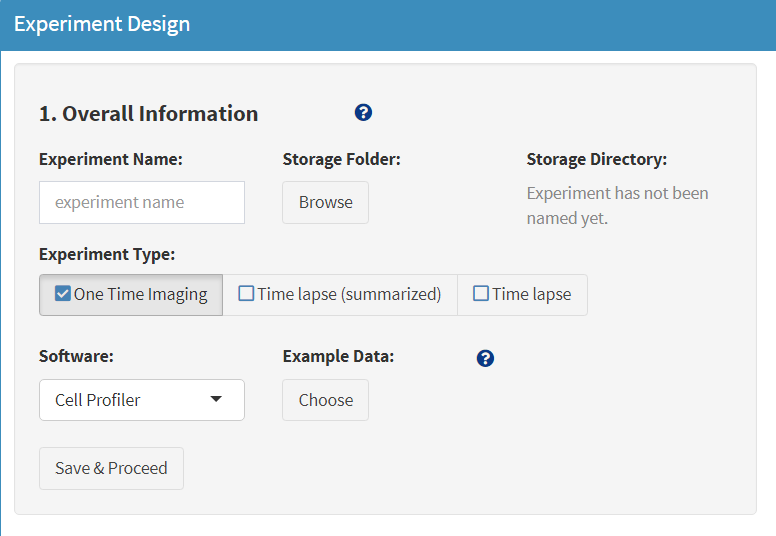 Experiment Design
1. Overall Information ?
Experiment Name: Storage Folder: Storage Directory:
experiment name Browse Experiment has not been
named yet.
Experiment Type:
One Time Imaging Time lapse (summarized) Time lapse
Software: Example Data: ?
Cell Profiler Choose
Save & Proceed